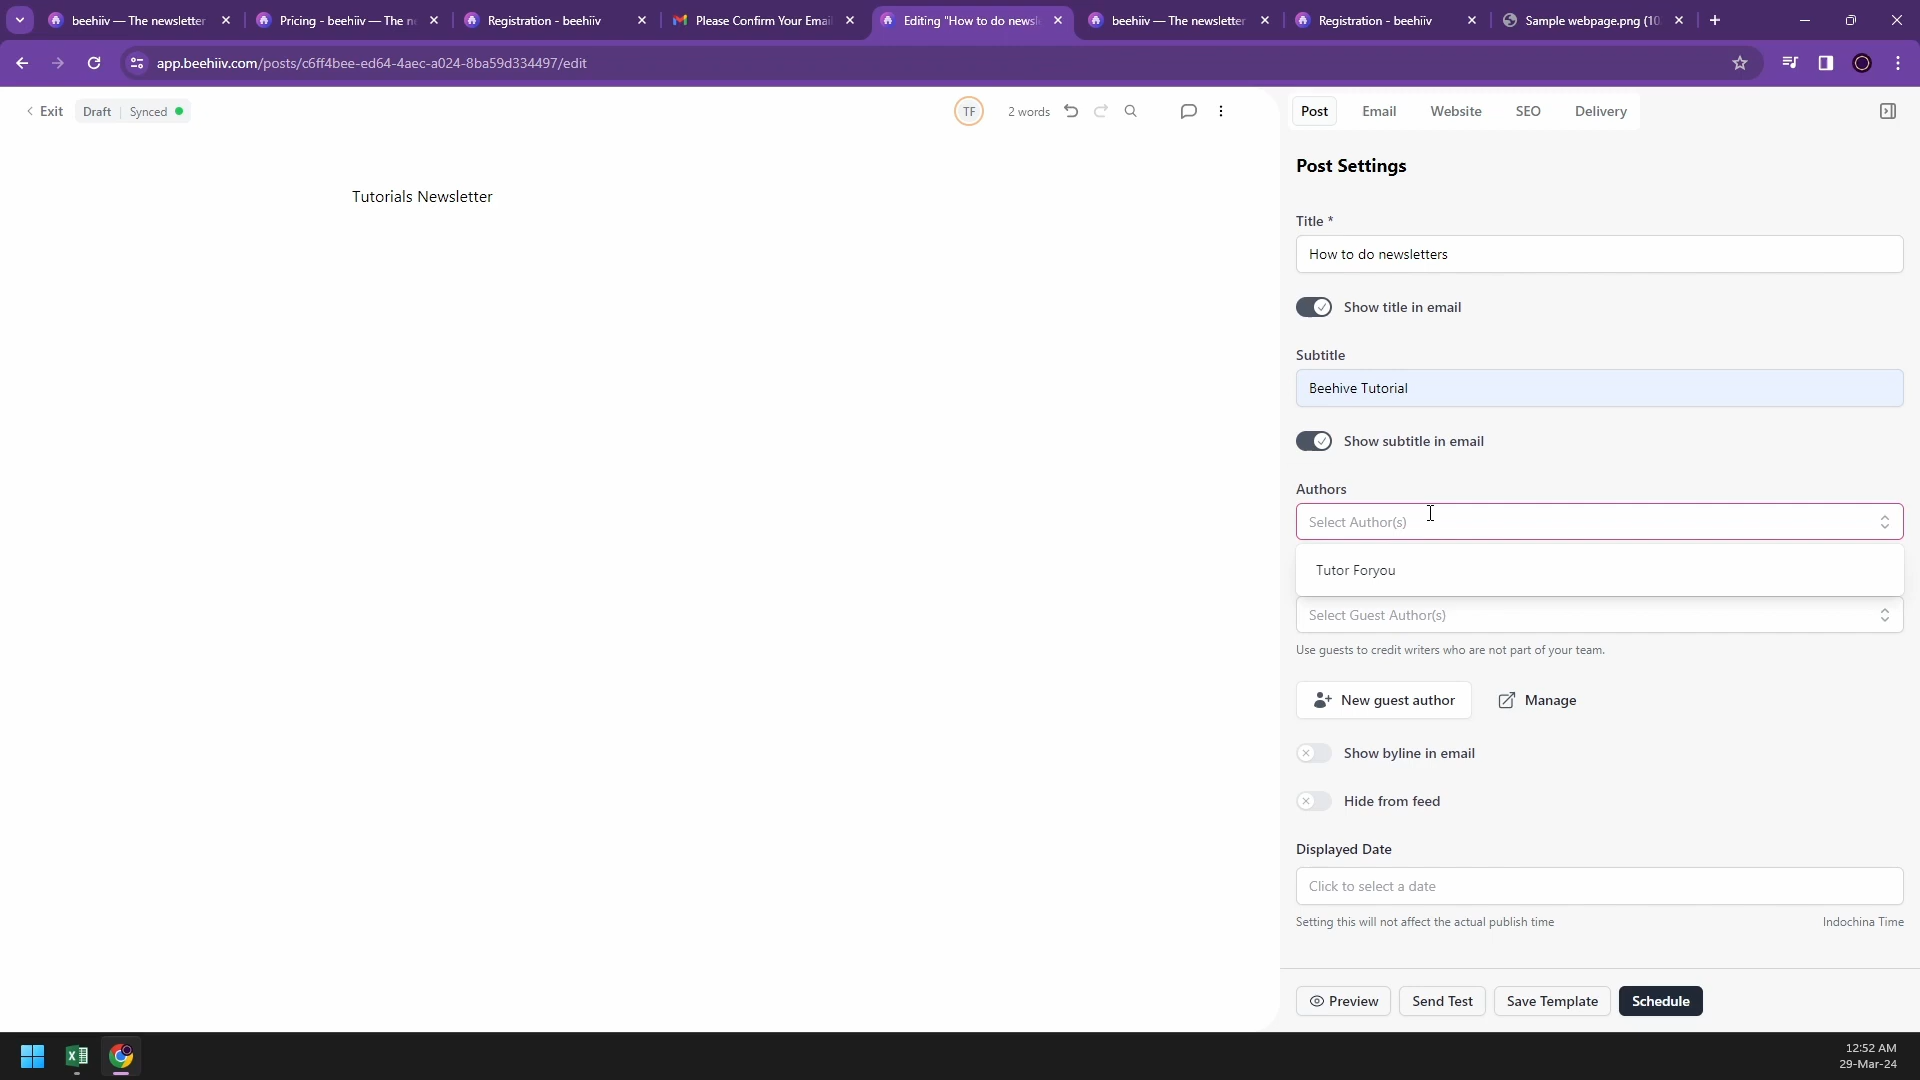 beehiiv — The newsletter
Pricing - beehiiv — The ne
Registration - beehiiv
Please Confirm Your Emai
Editing "How to do newsl
beehiiv — The newsletter
Registration - beehiiv
Sample webpage.png (10
app.beehiiv.com/posts/c6ff4bee-ed64-4aec-a024-8ba59d334497/edit
Exit
Draft
Synced
TF
2 words
Post
Email
Website
SEO
Delivery
Tutorials Newsletter
Post Settings
Title *
How to do newsletters
Show title in email
Subtitle
Beehive Tutorial
Show subtitle in email
Authors
Select Author(s)
Tutor Foryou
Select Guest Author(s)
Use guests to credit writers who are not part of your team.
New guest author
Manage
Show byline in email
Hide from feed
Displayed Date
Click to select a date
Setting this will not affect the actual publish time
Indochina Time
Preview
Send Test
Save Template
Schedule
12:52 AM
29-Mar-24